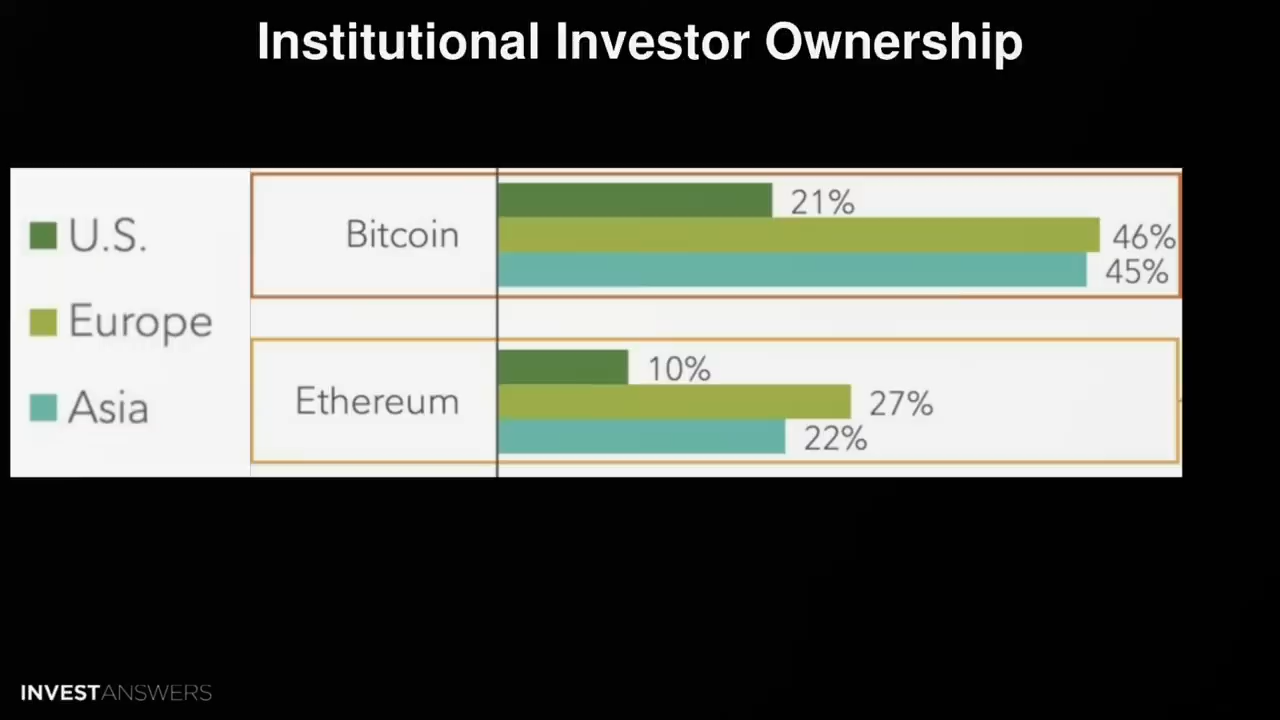 Institutional Investor Ownership
U.S.
Europe
Asia
Bitcoin
21%
46%
45%
Ethereum
10%
27%
22%
INVESTANSWERS